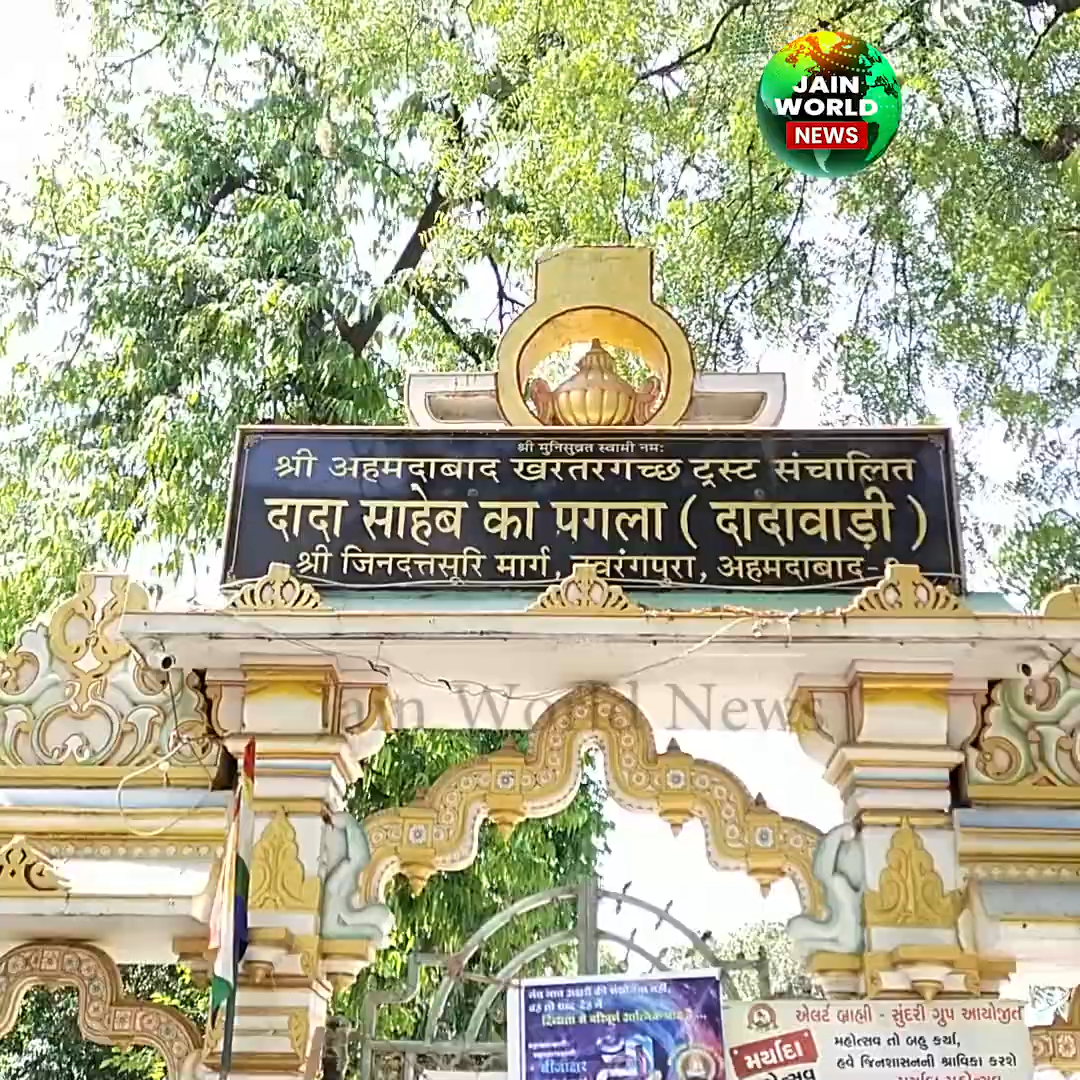 JAIN
WORLD
NEWS
श्री मुनिसुव्रत स्वामी नमः
श्री अहमदाबाद खरतरगच्छ ट्रस्ट संचालित
दादा साहेब का पगला ( दादावाड़ी )
श्री जिनदत्तसूरि मार्ग, नवरंगपुरा, अहमदाबाद-
Jain World News
એલર્ટ બ્રાહ્મી - સુંદરી ગ્રુપ આયોજીત
મર્યાદા
મહોત્સવ તો બહુ કર્યા,
હવે જિનશાસનની શ્રાવિકા કરશે